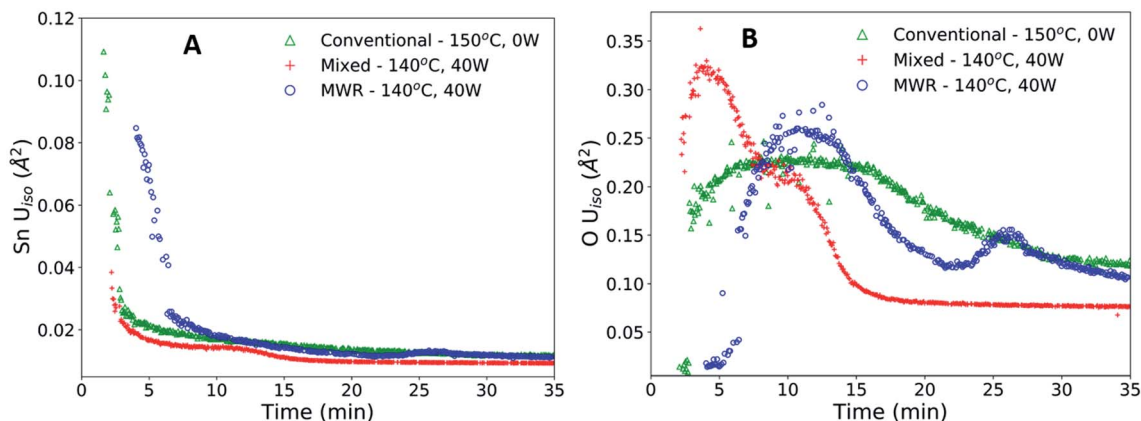 A
Conventional - 150°C, 0W
Mixed - 140°C, 40W
MWR - 140°C, 40W
Sn Uiso (Å²)
0.12
0.10
0.08
0.06
0.04
0.02
0 5 10 15 20 25 30 35
Time (min)
B
Conventional - 150°C, 0W
Mixed - 140°C, 40W
MWR - 140°C, 40W
O Uiso (Å²)
0.35
0.30
0.25
0.20
0.15
0.10
0.05
0 5 10 15 20 25 30 35
Time (min)